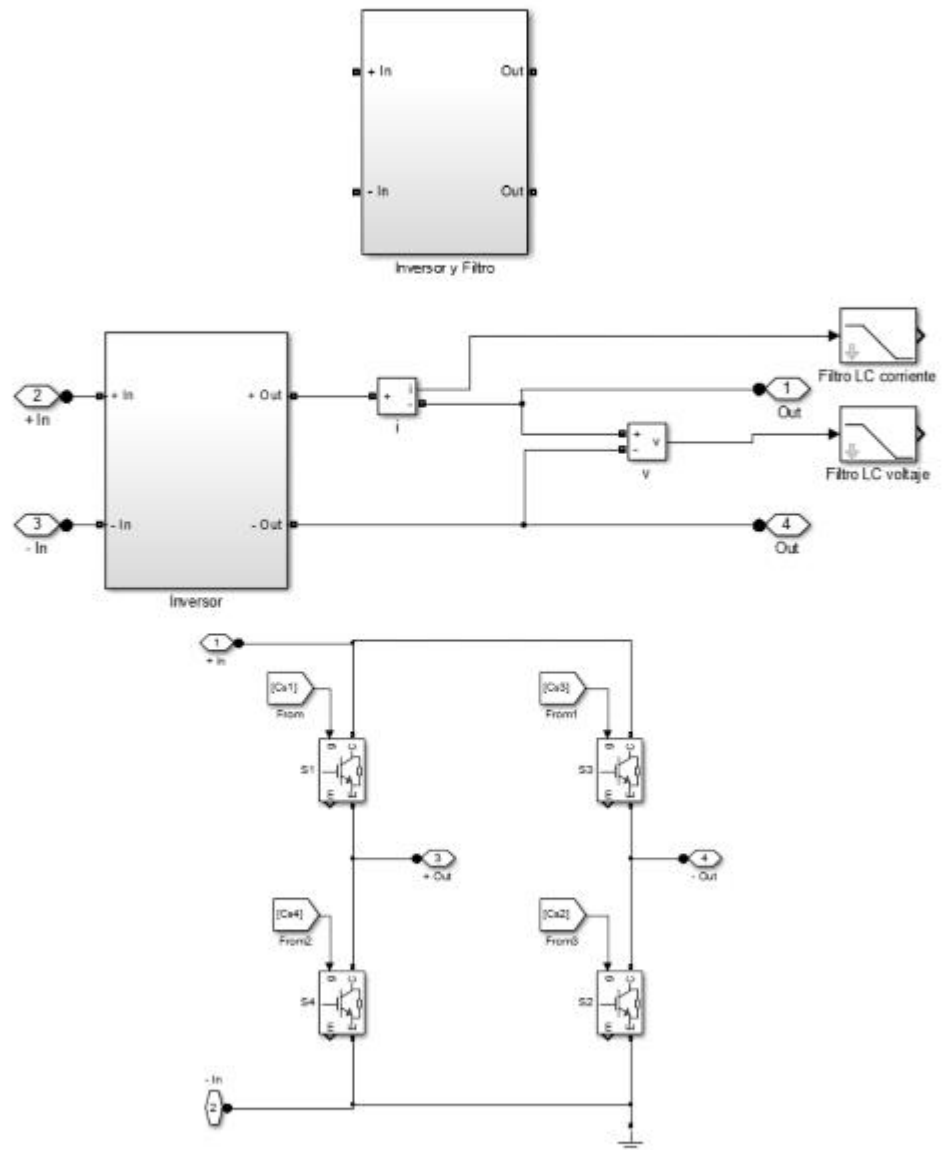 + In
Out
- In
Out
Inversor y Filtro
2
+ In
+ In
+ Out
+
i
-
i
1
Out
Filtro LC corriente
+
-
v
v
Filtro LC voltaje
3
- In
- In
- Out
4
Out
Inversor
1
+ In
[Cs1]
From
[Cs3]
From1
g
C
S1
m
E
g
C
S3
m
E
3
+ Out
4
- Out
[Cs4]
From2
[Cs2]
From3
g
C
S4
m
E
g
C
S2
m
E
- In
2